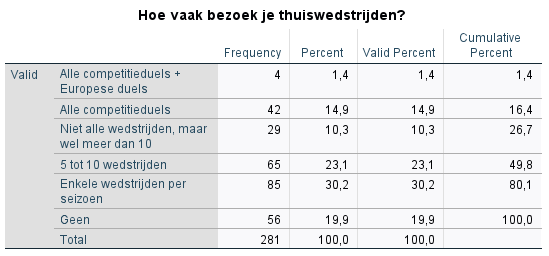 Hoe vaak bezoek je thuiswedstrijden?
Frequency Percent Valid Percent Cumulative Percent
Valid Alle competitieduels + Europese duels 4 1,4 1,4 1,4
Alle competitieduels 42 14,9 14,9 16,4
Niet alle wedstrijden, maar wel meer dan 10 29 10,3 10,3 26,7
5 tot 10 wedstrijden 65 23,1 23,1 49,8
Enkele wedstrijden per seizoen 85 30,2 30,2 80,1
Geen 56 19,9 19,9 100,0
Total 281 100,0 100,0